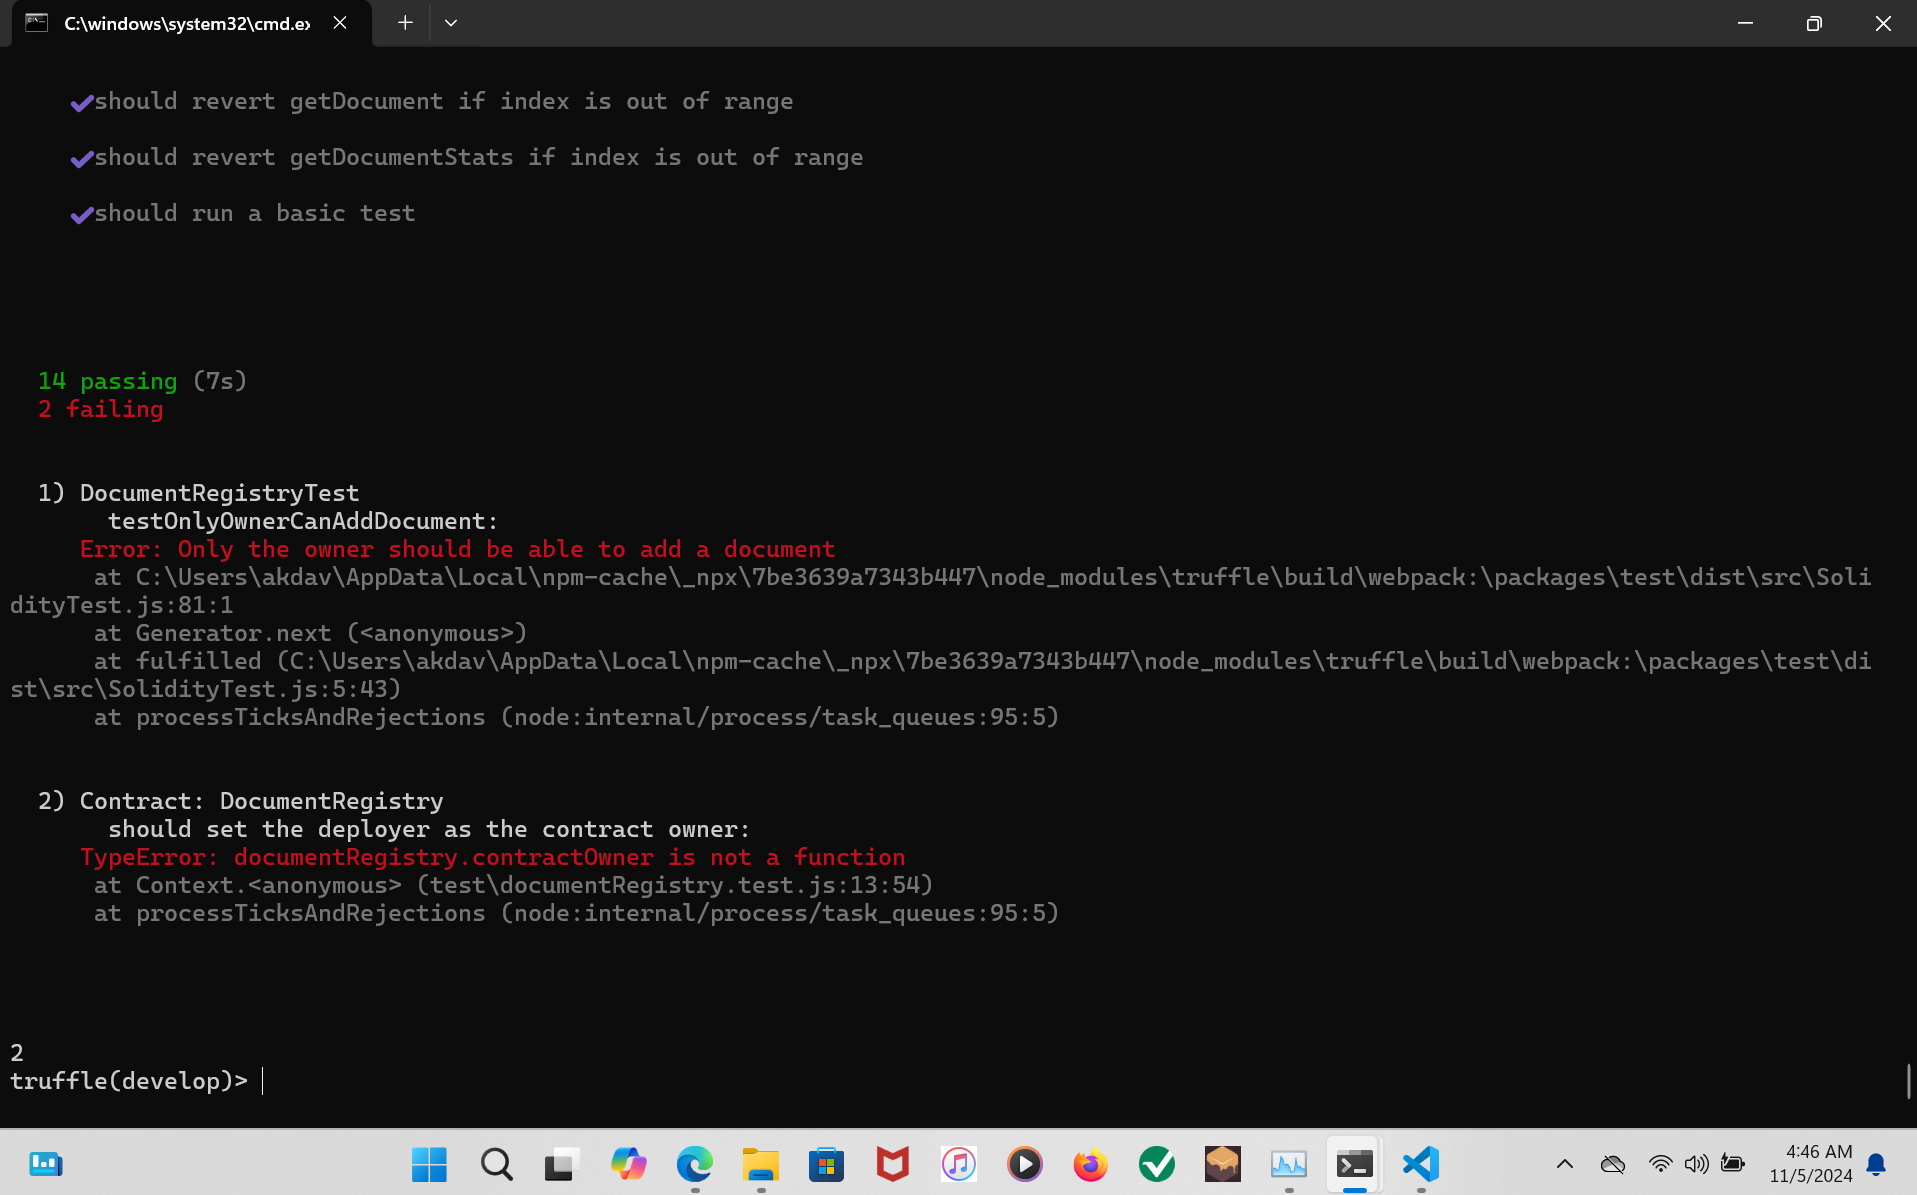 C:\windows\system32\cmd.ex
should revert getDocument if index is out of range
should revert getDocumentStats if index is out of range
should run a basic test
14 passing (7s)
2 failing
1) DocumentRegistryTest
testOnlyOwnerCanAddDocument:
Error: Only the owner should be able to add a document
at C:\Users\akdav\AppData\Local\npm-cache\_npx\7be3639a7343b447\node_modules\truffle\build\webpack:\packages\test\dist\src\Soli
dityTest.js:81:1
at Generator.next (<anonymous>)
at fulfilled (C:\Users\akdav\AppData\Local\npm-cache\_npx\7be3639a7343b447\node_modules\truffle\build\webpack:\packages\test\di
st\src\SolidityTest.js:5:43)
at processTicksAndRejections (node:internal/process/task_queues:95:5)
2) Contract: DocumentRegistry
should set the deployer as the contract owner:
TypeError: documentRegistry.contractOwner is not a function
at Context.<anonymous> (test\documentRegistry.test.js:13:54)
at processTicksAndRejections (node:internal/process/task_queues:95:5)
2
truffle(develop)>
4:46 AM
11/5/2024